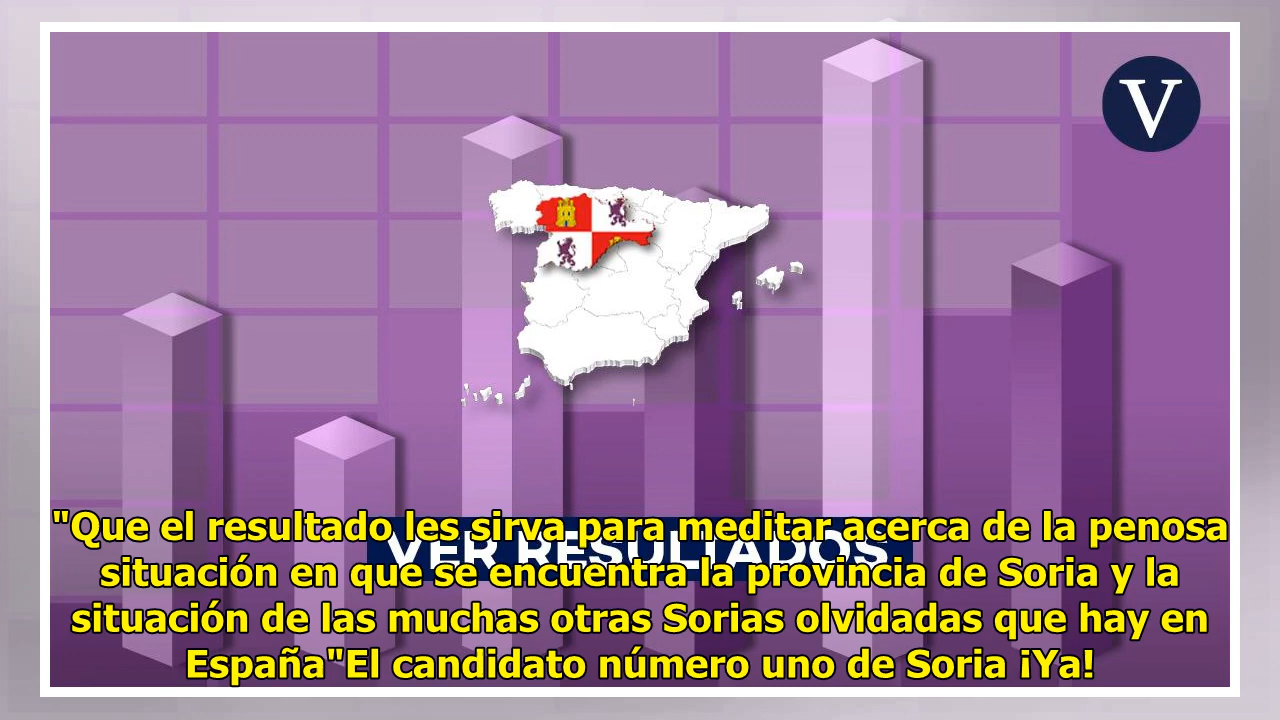 V
"Que el resultado les sirva para meditar acerca de la penosa
VER RESULTADOS
situación en que se encuentra la provincia de Soria y la
situación de las muchas otras Sorias olvidadas que hay en
España"El candidato número uno de Soria ¡Ya!